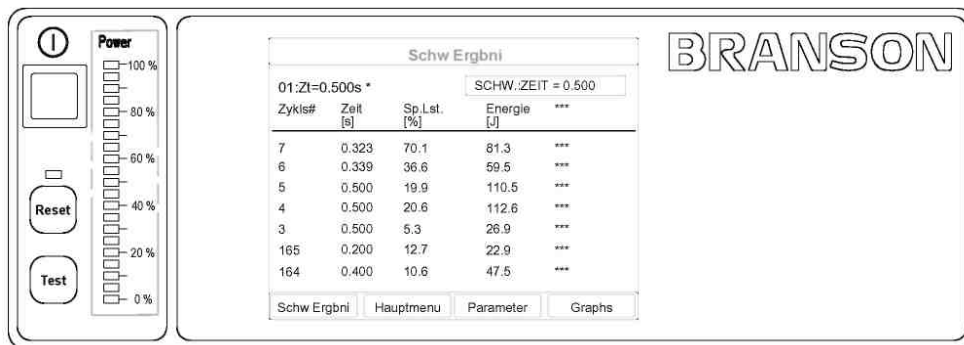 Power
100 %
80 %
60 %
40 %
20 %
0 %
Reset
Test
Schw Ergbni
01:Zt=0.500s *
SCHW.:ZEIT = 0.500
Zykls# Zeit [s] Sp.Lst. [%] Energie [J] ***
7 0.323 70.1 81.3 ***
6 0.339 36.6 59.5 ***
5 0.500 19.9 110.5 ***
4 0.500 20.6 112.6 ***
3 0.500 5.3 26.9 ***
165 0.200 12.7 22.9 ***
164 0.400 10.6 47.5 ***
Schw Ergbni Hauptmenu Parameter Graphs
BRANSON